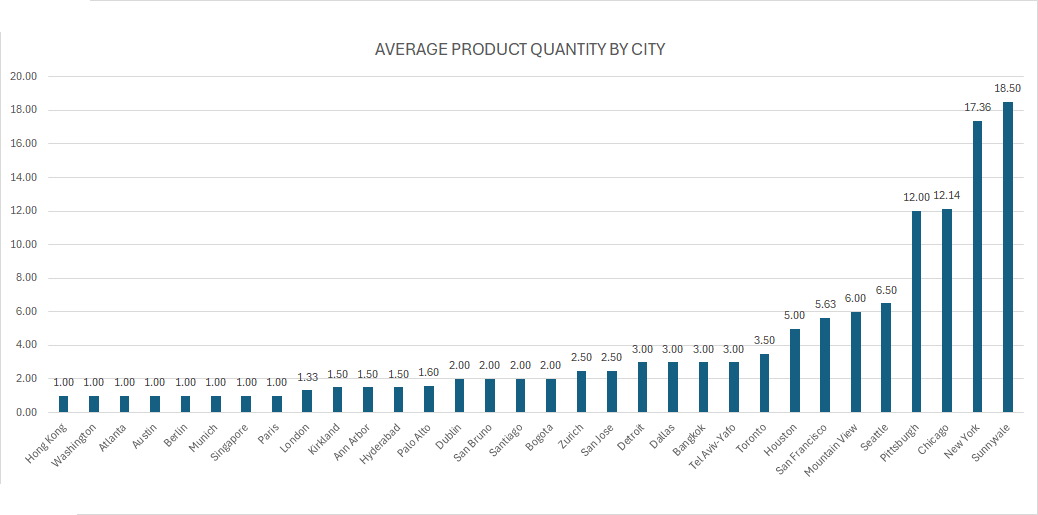 AVERAGE PRODUCT QUANTITY BY CITY
20.00
18.00
16.00
14.00
12.00
10.00
8.00
6.00
4.00
2.00
0.00
1.00
1.00
1.00
1.00
1.00
1.00
1.00
1.00
1.33
1.50
1.50
1.50
1.60
2.00
2.00
2.00
2.00
2.50
2.50
3.00
3.00
3.00
3.00
3.50
5.00
5.63
6.00
6.50
12.00
12.14
17.36
18.50
Hong Kong
Washington
Atlanta
Austin
Berlin
Munich
Singapore
Paris
London
Kirkland
Ann Arbor
Hyderabad
Palo Alto
Dublin
San Bruno
Santiago
Bogota
Zurich
San Jose
Detroit
Dallas
Bangkok
Tel Aviv-Yafo
Toronto
Houston
San Francisco
Mountain View
Seattle
Pittsburgh
Chicago
New York
Sunnyvale